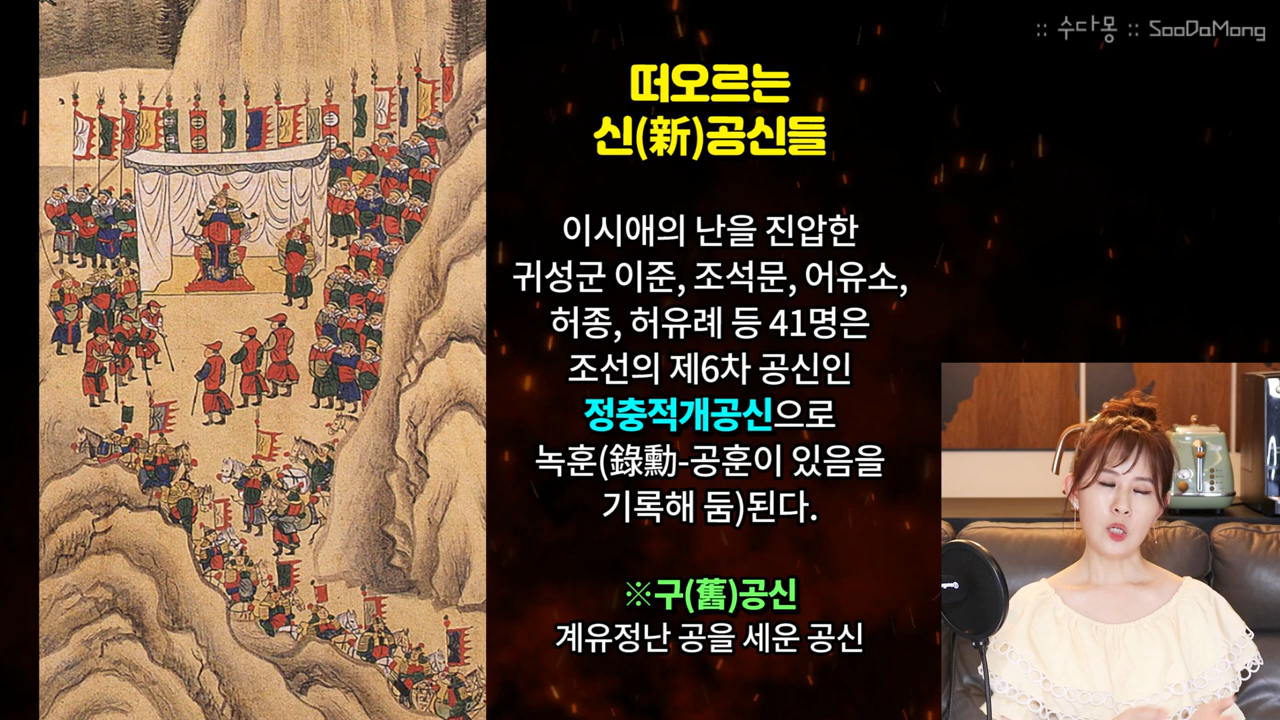 :: 수다몽 :: SooDaMong
떠오르는
신(新)공신들
이시애의 난을 진압한
귀성군 이준, 조석문, 어유소,
허종, 허유례 등 41명은
조선의 제6차 공신인
정충적개공신으로
녹훈(錄勳-공훈이 있음을
기록해 둠)된다.
※구(舊)공신
계유정난 공을 세운 공신